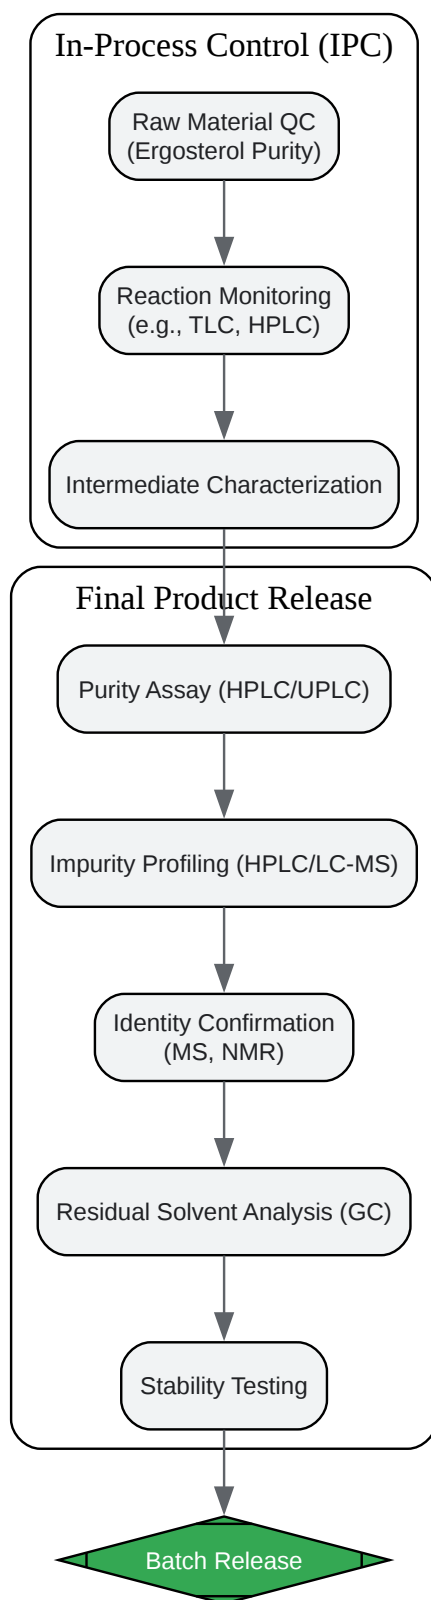 In-Process Control (IPC)
Raw Material QC
(Ergosterol Purity)
Reaction Monitoring
(e.g., TLC, HPLC)
Intermediate Characterization
Final Product Release
Purity Assay (HPLC/UPLC)
Impurity Profiling (HPLC/LC-MS)
Identity Confirmation
(MS, NMR)
Residual Solvent Analysis (GC)
Stability Testing
Batch Release